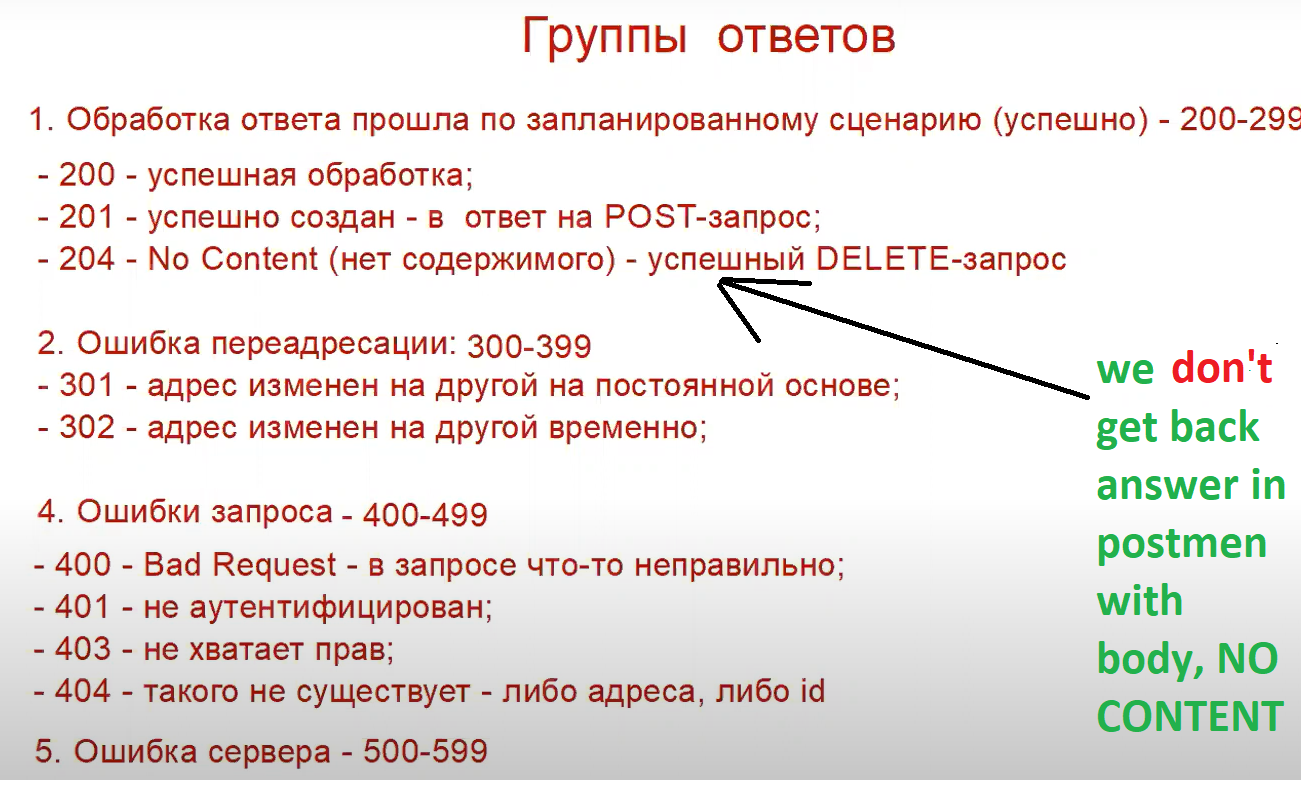 Группы ответов
1. Обработка ответа прошла по запланированному сценарию (успешно) - 200-299
- 200 - успешная обработка;
- 201 - успешно создан - в ответ на POST-запрос;
- 204 - No Content (нет содержимого) - успешный DELETE-запрос
2. Ошибка переадресации: 300-399
- 301 - адрес изменен на другой на постоянной основе;
- 302 - адрес изменен на другой временно;
4. Ошибки запроса - 400-499
- 400 - Bad Request - в запросе что-то неправильно;
- 401 - не аутентифицирован;
- 403 - не хватает прав;
- 404 - такого не существует - либо адреса, либо id
5. Ошибка сервера - 500-599
we don't
get back
answer in
postmen
with
body, NO
CONTENT